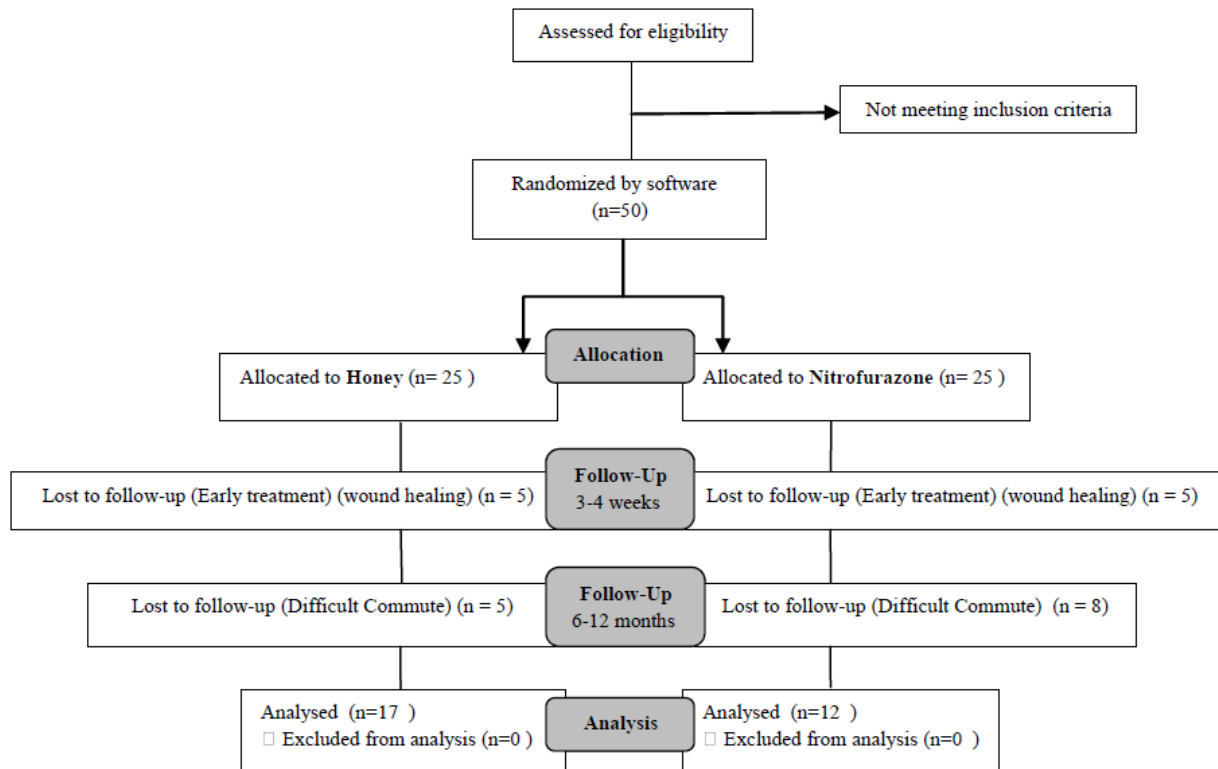 Assessed for eligibility
Not meeting inclusion criteria
Randomized by software
(n=50)
Allocation
Allocated to Honey (n= 25 )
Allocated to Nitrofurazone (n= 25 )
Follow-Up
3-4 weeks
Lost to follow-up (Early treatment) (wound healing) (n = 5)
Lost to follow-up (Early treatment) (wound healing) (n = 5)
Follow-Up
6-12 months
Lost to follow-up (Difficult Commute) (n = 5)
Lost to follow-up (Difficult Commute)  (n = 8)
Analysis
Analysed  (n=17  )
□ Excluded from analysis (n=0  )
Analysed  (n=12  )
□ Excluded from analysis (n=0  )